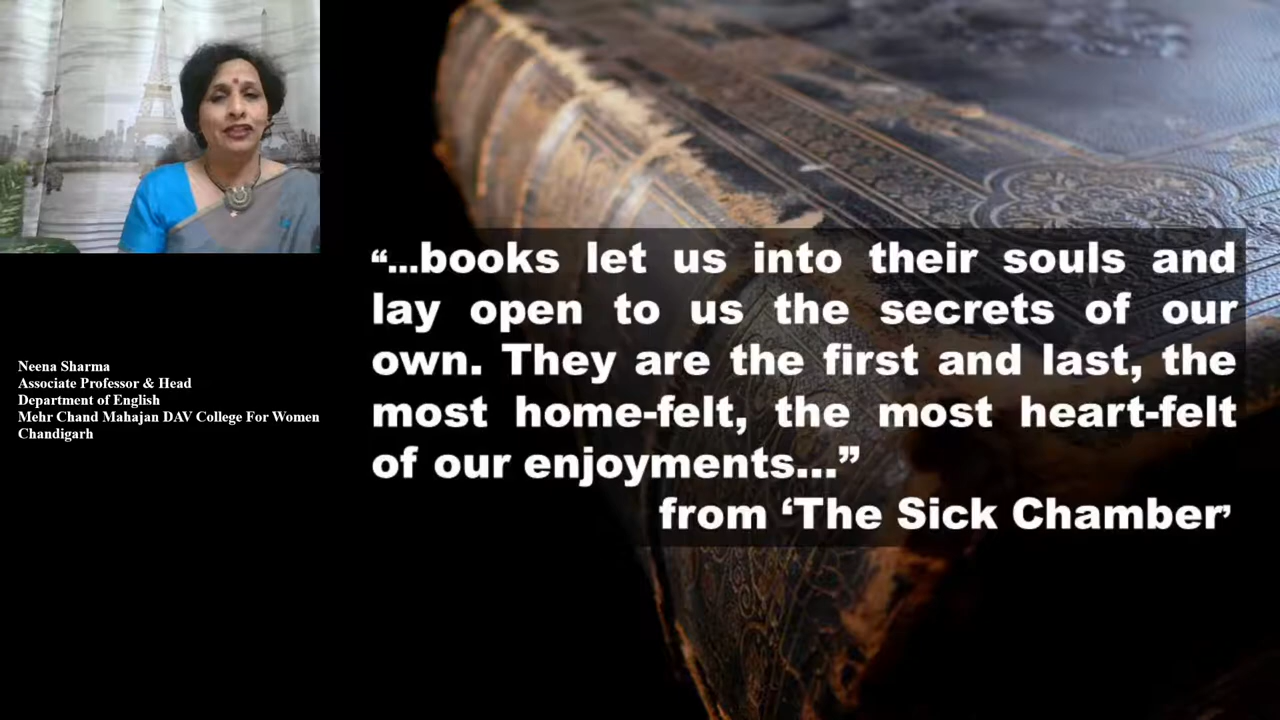 Neena Sharma
Associate Professor & Head
Department of English
Mehr Chand Mahajan DAV College For Women
Chandigarh
“...books let us into their souls and
lay open to us the secrets of our
own. They are the first and last, the
most home-felt, the most heart-felt
of our enjoyments...”
from ‘The Sick Chamber’